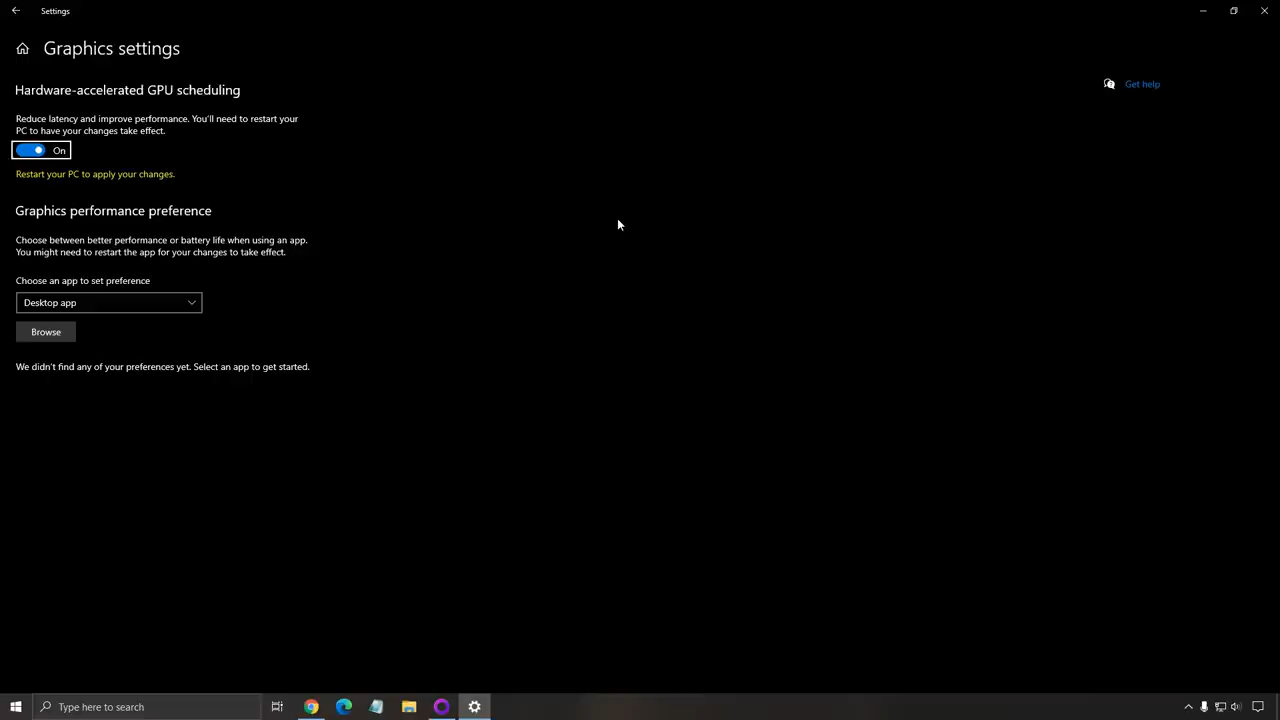 Settings
Graphics settings
Hardware-accelerated GPU scheduling
Get help
Reduce latency and improve performance. You'll need to restart your
PC to have your changes take effect.
On
Restart your PC to apply your changes.
Graphics performance preference
Choose between better performance or battery life when using an app.
You might need to restart the app for your changes to take effect.
Choose an app to set preference
Desktop app
Browse
We didn't find any of your preferences yet. Select an app to get started.
Type here to search